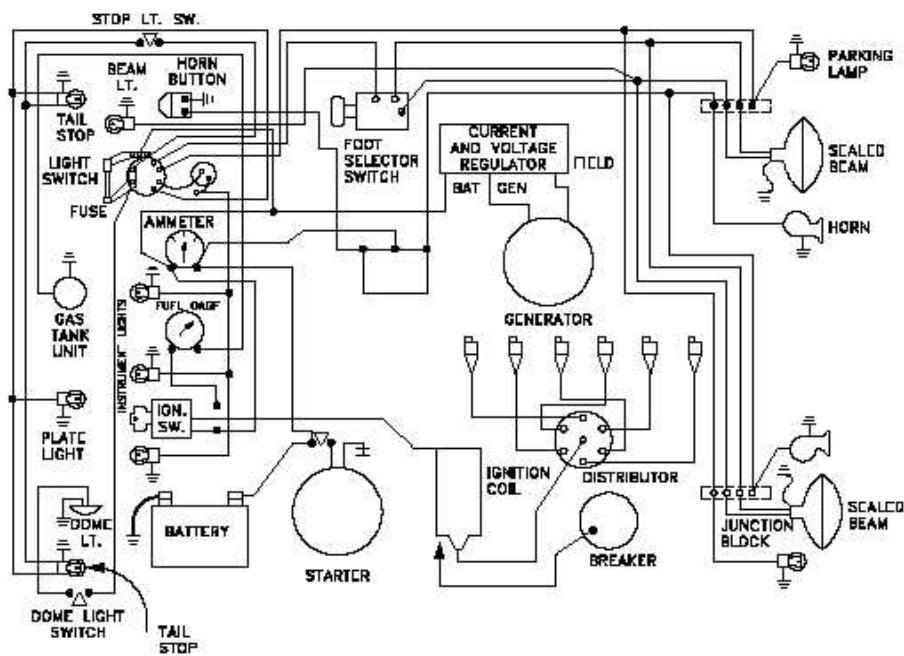 STOP LT. SW.
HORN
BUTTON
BEAM
LT.
TAIL
STOP
LIGHT
SWITCH
FUSE
FOOT
SELECTOR
SWITCH
CURRENT
AND VOLTAGE
REGULATOR
FIELD
BAT
GEN
PARKING
LAMP
SEALED
BEAM
HORN
AMMETER
GENERATOR
GAS
TANK
UNIT
FUEL GAGE
INSTRUMENT LIGHTS
IGN.
SW.
PLATE
LIGHT
IGNITION
COIL
DISTRIBUTOR
BATTERY
STARTER
BREAKER
JUNCTION
BLOCK
SEALED
BEAM
DOME
LT.
DOME LIGHT
SWITCH
TAIL
STOP